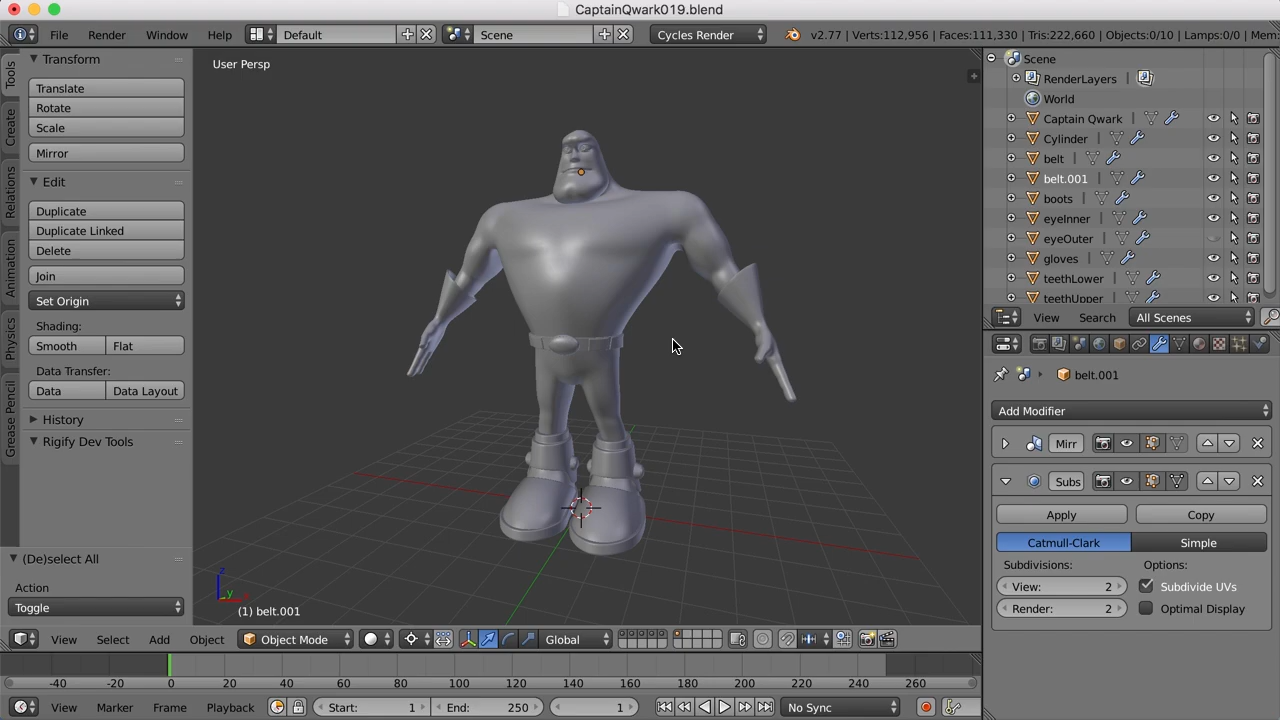 CaptainQwark019.blend
File Render Window Help Default Scene Cycles Render v2.77 | Verts:112,956 | Faces:111,330 | Tris:222,660 | Objects:0/10 | Lamps:0/0 | Mem:
Tools
Create
Relations
Animation
Physics
Grease Pencil
Transform
Translate
Rotate
Scale
Mirror
Edit
Duplicate
Duplicate Linked
Delete
Join
Set Origin
Shading:
Smooth Flat
Data Transfer:
Data Data Layout
History
Rigify Dev Tools
(De)select All
Action
Toggle
User Persp
z
y
(1) belt.001
View Select Add Object Object Mode Global
-40 -20 0 20 40 60 80 100 120 140 160 180 200 220 240 260
View Marker Frame Playback Start: 1 End: 250 1 No Sync
Scene
RenderLayers |
World
Captain Qwark |
Cylinder |
belt |
belt.001 |
boots |
eyeInner |
eyeOuter |
gloves |
teethLower |
teethUpper |
View Search All Scenes
belt.001
Add Modifier
Mirr
Subs
Apply Copy
Catmull-Clark Simple
Subdivisions: Options:
View: 2 Subdivide UVs
Render: 2 Optimal Display